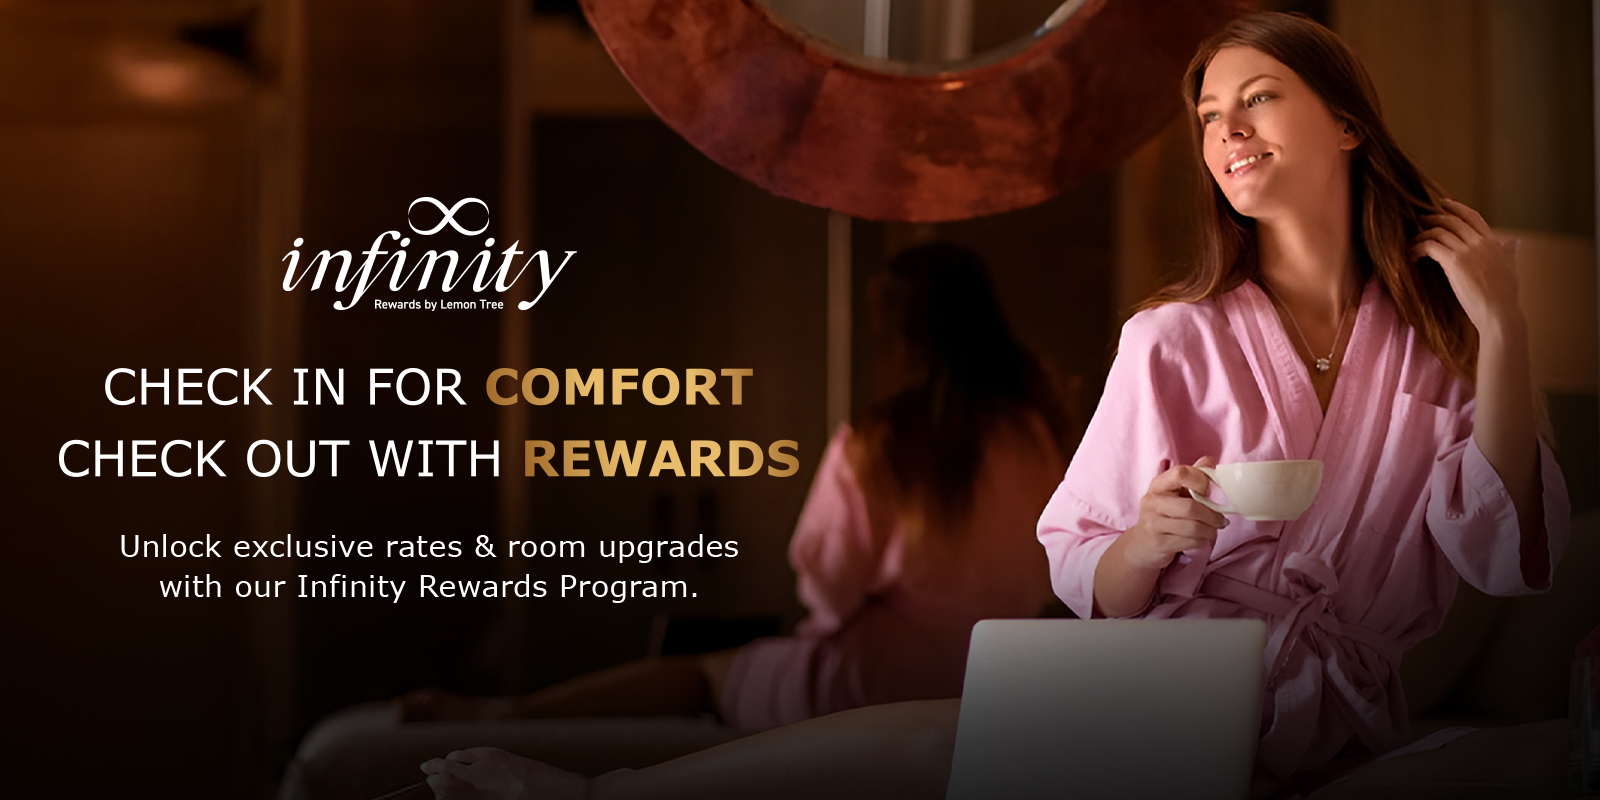 infinity
Rewards by Lemon Tree
CHECK IN FOR COMFORT
CHECK OUT WITH REWARDS
Unlock exclusive rates & room upgrades
with our Infinity Rewards Program.